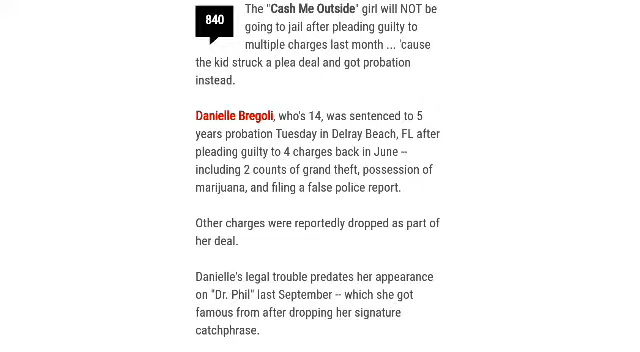 840
The "Cash Me Outside" girl will NOT be
going to jail after pleading guilty to
multiple charges last month ... 'cause
the kid struck a plea deal and got probation
instead.
Danielle Bregoli, who's 14, was sentenced to 5
years probation Tuesday in Delray Beach, FL after
pleading guilty to 4 charges back in June --
including 2 counts of grand theft, possession of
marijuana, and filing a false police report.
Other charges were reportedly dropped as part of
her deal.
Danielle's legal trouble predates her appearance
on "Dr. Phil" last September -- which she got
famous from after dropping her signature
catchphrase.